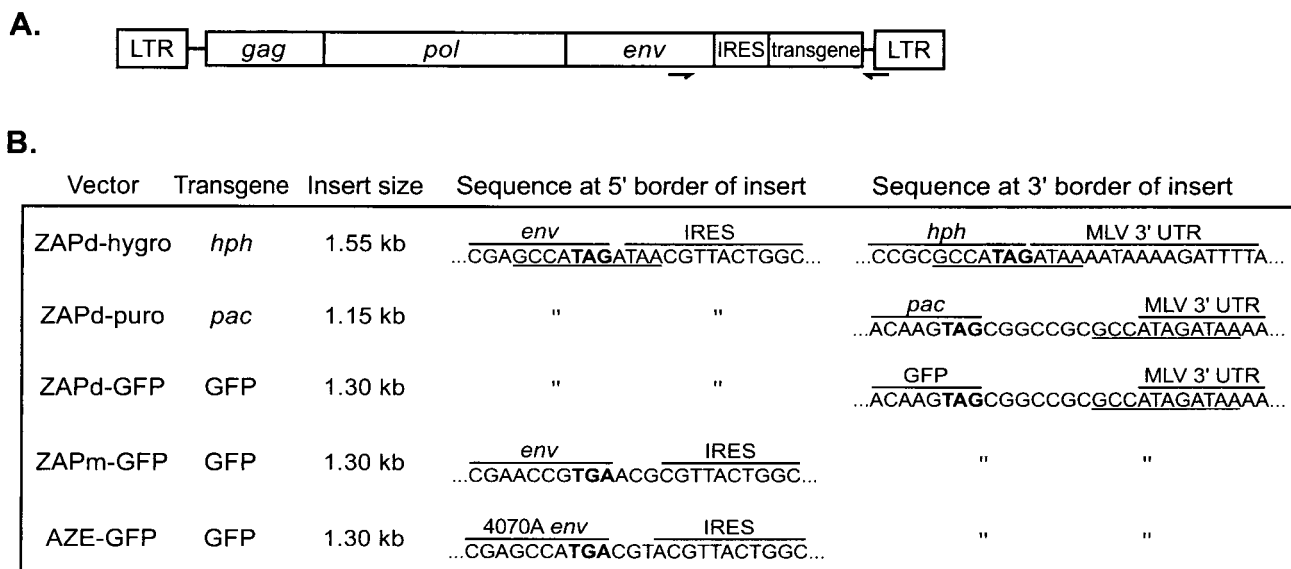 A.
LTR gag pol env IRES transgene LTR
B.
Vector Transgene Insert size Sequence at 5' border of insert Sequence at 3' border of insert
env IRES hph MLV 3' UTR
ZAPd-hygro hph 1.55 kb ...CGAGCCATAGATAACGTTACTGGC... ...CCGCGCCATAGATAAAATAAAAGATTTTA...
pac MLV 3' UTR
ZAPd-puro pac 1.15 kb " " ...ACAAGTAGCGGCCGCGCCATAGATAAAA...
GFP MLV 3' UTR
ZAPd-GFP GFP 1.30 kb " " ...ACAAGTAGCGGCCGCGCCATAGATAAAA...
env IRES
ZAPm-GFP GFP 1.30 kb ...CGAACCGTGAACGCGTTACTGGC... " "
4070A env IRES
AZE-GFP GFP 1.30 kb ...CGAGCCATGACGTACGTTACTGGC... " "